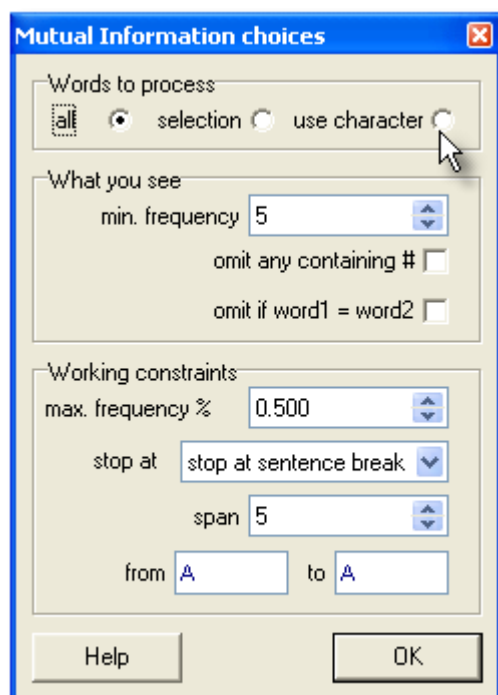 Mutual Information choices
Words to process
all selection use character
What you see
min. frequency 5
omit any containing #
omit if word1 = word2
Working constraints
max. frequency % 0.500
stop at stop at sentence break
span 5
from A to A
Help OK